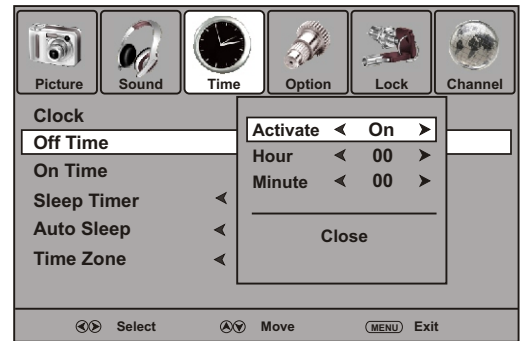 Picture Sound Time Option Lock Channel
Clock
Off Time
On Time
Sleep Timer
Auto Sleep
Time Zone
Activate On
Hour 00
Minute 00
Close
Select Move MENU Exit